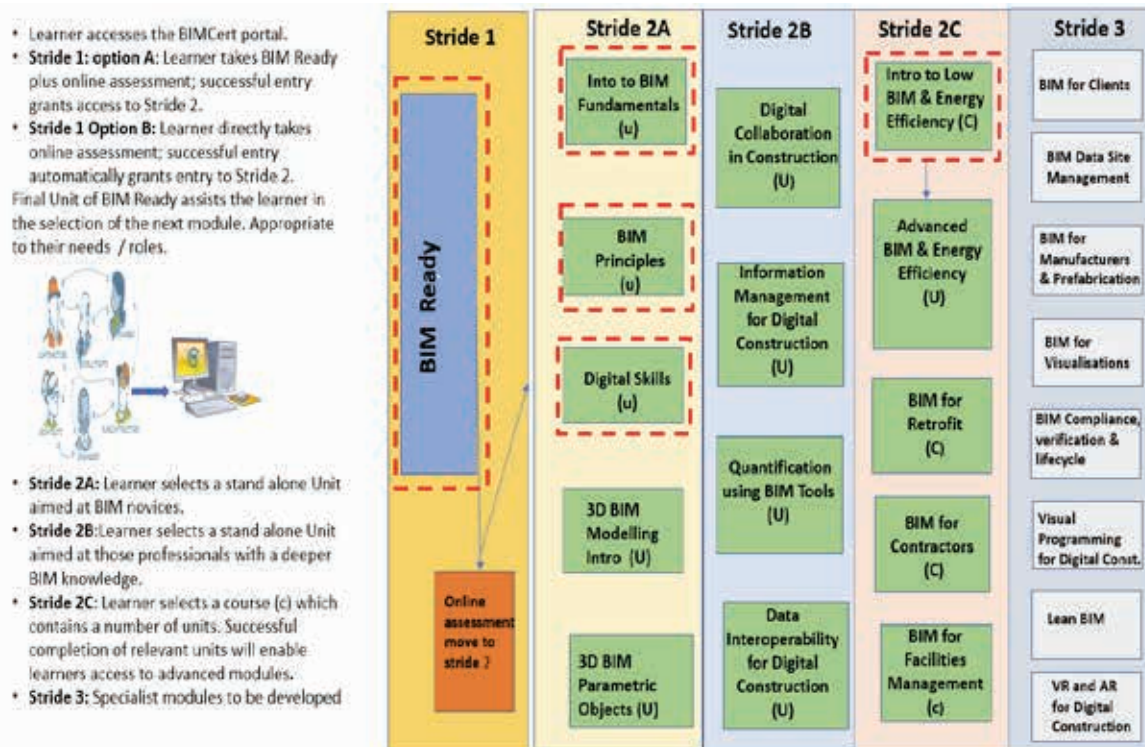 • Learner accesses the BIMCert portal.
• Stride 1: option A: Learner takes BIM Ready
plus online assessment; successful entry
grants access to Stride 2.
• Stride 1 Option B: Learner directly takes
online assessment; successful entry
automatically grants entry to Stride 2.
Final Unit of BIM Ready assists the learner in
the selection of the next module. Appropriate
to their needs / roles.
• Stride 2A: Learner selects a stand alone Unit
aimed at BIM novices.
• Stride 2B:Learner selects a stand alone Unit
aimed at those professionals with a deeper
BIM knowledge.
• Stride 2C: Learner selects a course (c) which
contains a number of units. Successful
completion of relevant units will enable
learners access to advanced modules.
• Stride 3: Specialist modules to be developed
Stride 1
BIM Ready
Online
assessment
move to
stride 2
Stride 2A
Into to BIM
Fundamentals
(u)
BIM
Principles
(u)
Digital Skills
(u)
3D BIM
Modelling
Intro (U)
3D BIM
Parametric
Objects (U)
Stride 2B
Digital
Collaboration
in Construction
(U)
Information
Management
for Digital
Construction
(U)
Quantification
using BIM Tools
(U)
Data
Interoperability
for Digital
Construction
(U)
Stride 2C
Intro to Low
BIM & Energy
Efficiency (C)
Advanced
BIM & Energy
Efficiency
(U)
BIM for
Retrofit
(C)
BIM for
Contractors
(C)
BIM for
Facilities
Management
(c)
Stride 3
BIM for Clients
BIM Data Site
Management
BIM for
Manufacturers
& Prefabrication
BIM for
Visualisations
BIM Compliance,
verification &
lifecycle
Visual
Programming
for Digital Const.
Lean BIM
VR and AR
for Digital
Construction